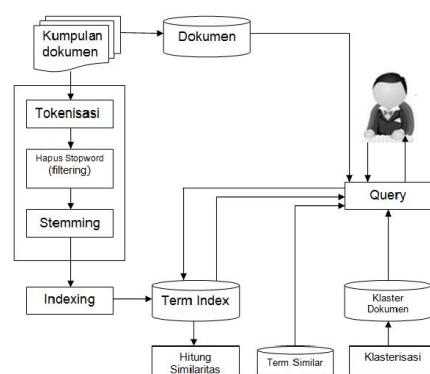 Kumpulan
dokumen
Dokumen
Tokenisasi
Hapus Stopword
(filtering)
Query
Stemming
Indexing
Term Index
Klaster
Dokumen
Hitung
Similaritas
Term Similar
Klasterisasi